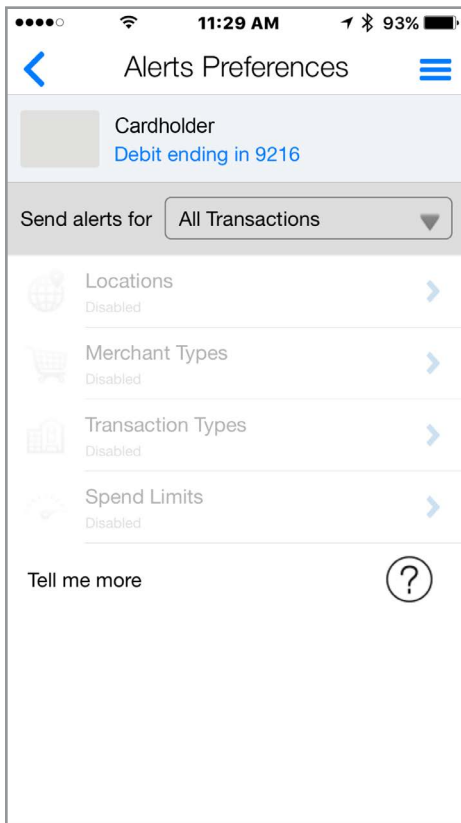 11:29 AM 93%
Alerts Preferences
Cardholder
Debit ending in 9216
Send alerts for All Transactions
Locations
Disabled
Merchant Types
Disabled
Transaction Types
Disabled
Spend Limits
Disabled
Tell me more ?